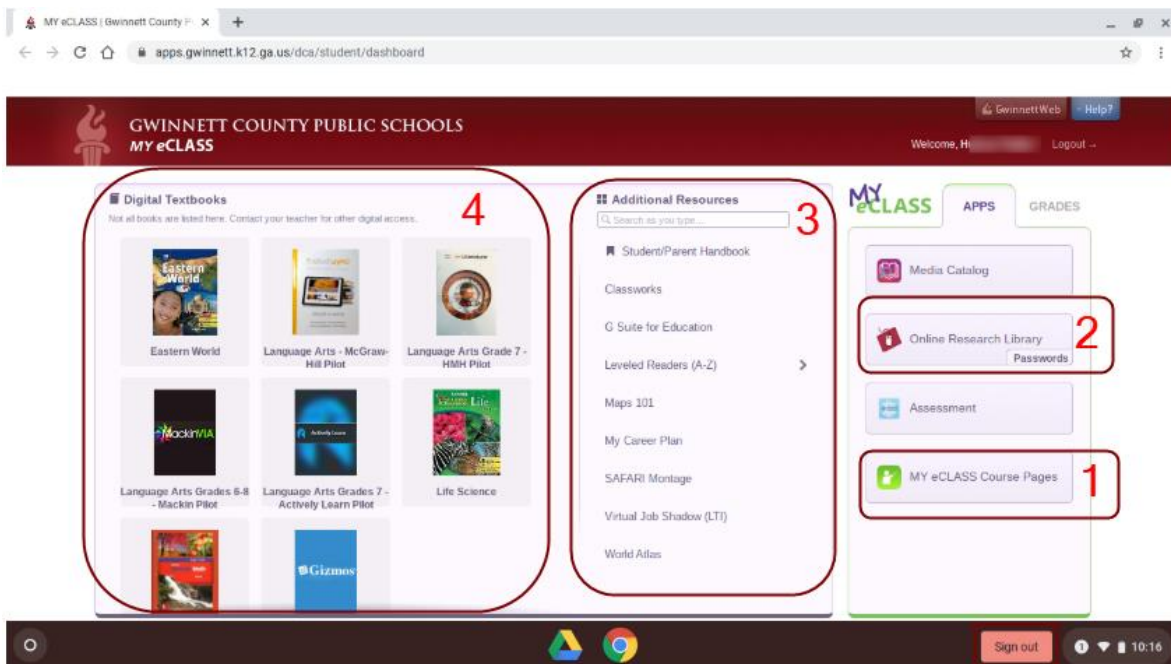 MY eCLASS | Gwinnett County P
apps.gwinnett.k12.ga.us/dca/student/dashboard
GwinnettWeb
Help?
GWINNETT COUNTY PUBLIC SCHOOLS
MY eCLASS
Welcome, H
Logout →
Digital Textbooks
Not all books are listed here. Contact your teacher for other digital access.
4
Eastern
World
Eastern World
Language Arts - McGraw-
Hill Pilot
Language Arts Grade 7 -
HMH Pilot
MackinVIA
Actively Learn
Life
Language Arts Grades 6-8
- Mackin Pilot
Language Arts Grades 7 -
Actively Learn Pilot
Life Science
Gizmos
Additional Resources
Search as you type...
3
Student/Parent Handbook
Classworks
G Suite for Education
Leveled Readers (A-Z)
Maps 101
My Career Plan
SAFARI Montage
Virtual Job Shadow (LTI)
World Atlas
MY
eCLASS
APPS
GRADES
Media Catalog
Online Research Library
Passwords
2
Assessment
MY eCLASS Course Pages
1
Sign out
1
10:16